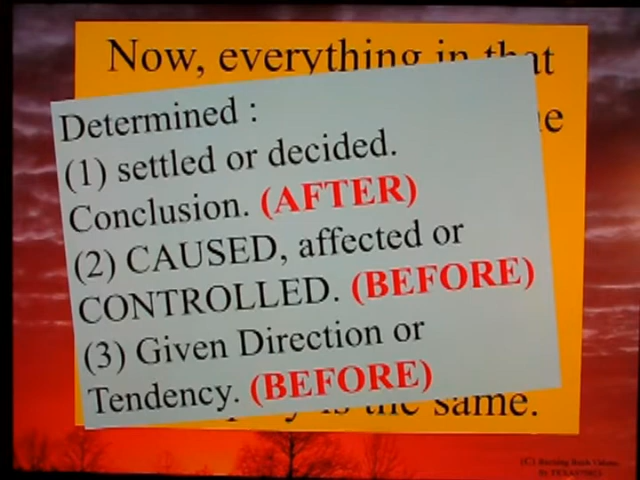 Now, everything in that
Determined :
(1) settled or decided.
Conclusion. (AFTER)
(2) CAUSED, affected or
CONTROLLED. (BEFORE)
(3) Given Direction or
Tendency. (BEFORE)
is the same.